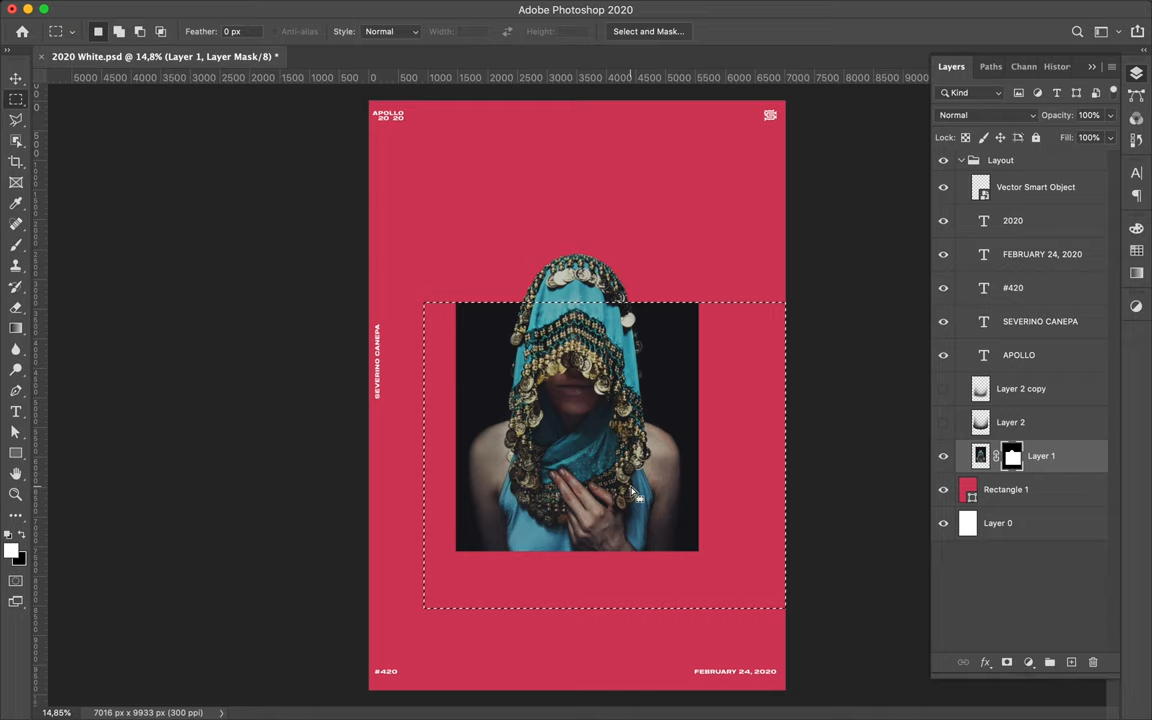 Adobe Photoshop 2020
Feather: 0 px
Anti-alias
Style: Normal
Width:
Height:
Select and Mask...
2020 White.psd @ 14,8% (Layer 1, Layer Mask/8) *
5000 4500 4000 3500 3000 2500 2000 1500 1000 500 0 500 1000 1500 2000 2500 3000 3500 4000 4500 5000 5500 6000 6500 7000 7500 8000 8500 9000
Layers Paths Chann Histor
Kind
Normal
Opacity: 100%
Lock:
Fill: 100%
Layout
Vector Smart Object
2020
FEBRUARY 24, 2020
#420
SEVERINO CANEPA
APOLLO
Layer 2 copy
Layer 2
Layer 1
Rectangle 1
Layer 0
APOLLO
20 20
SEVERINO CANEPA
#420
FEBRUARY 24, 2020
14,85%
7016 px x 9933 px (300 ppi)